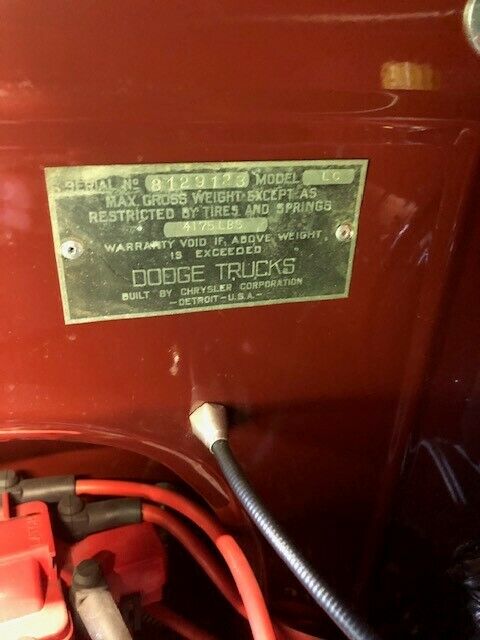 SERIAL Nº 8129123 MODEL LC
MAX. GROSS WEIGHT EXCEPT AS
RESTRICTED BY TIRES AND SPRINGS
4175 LBS
WARRANTY VOID IF ABOVE WEIGHT
IS EXCEEDED
DODGE TRUCKS
BUILT BY CHRYSLER CORPORATION
-DETROIT-U.S.A.-